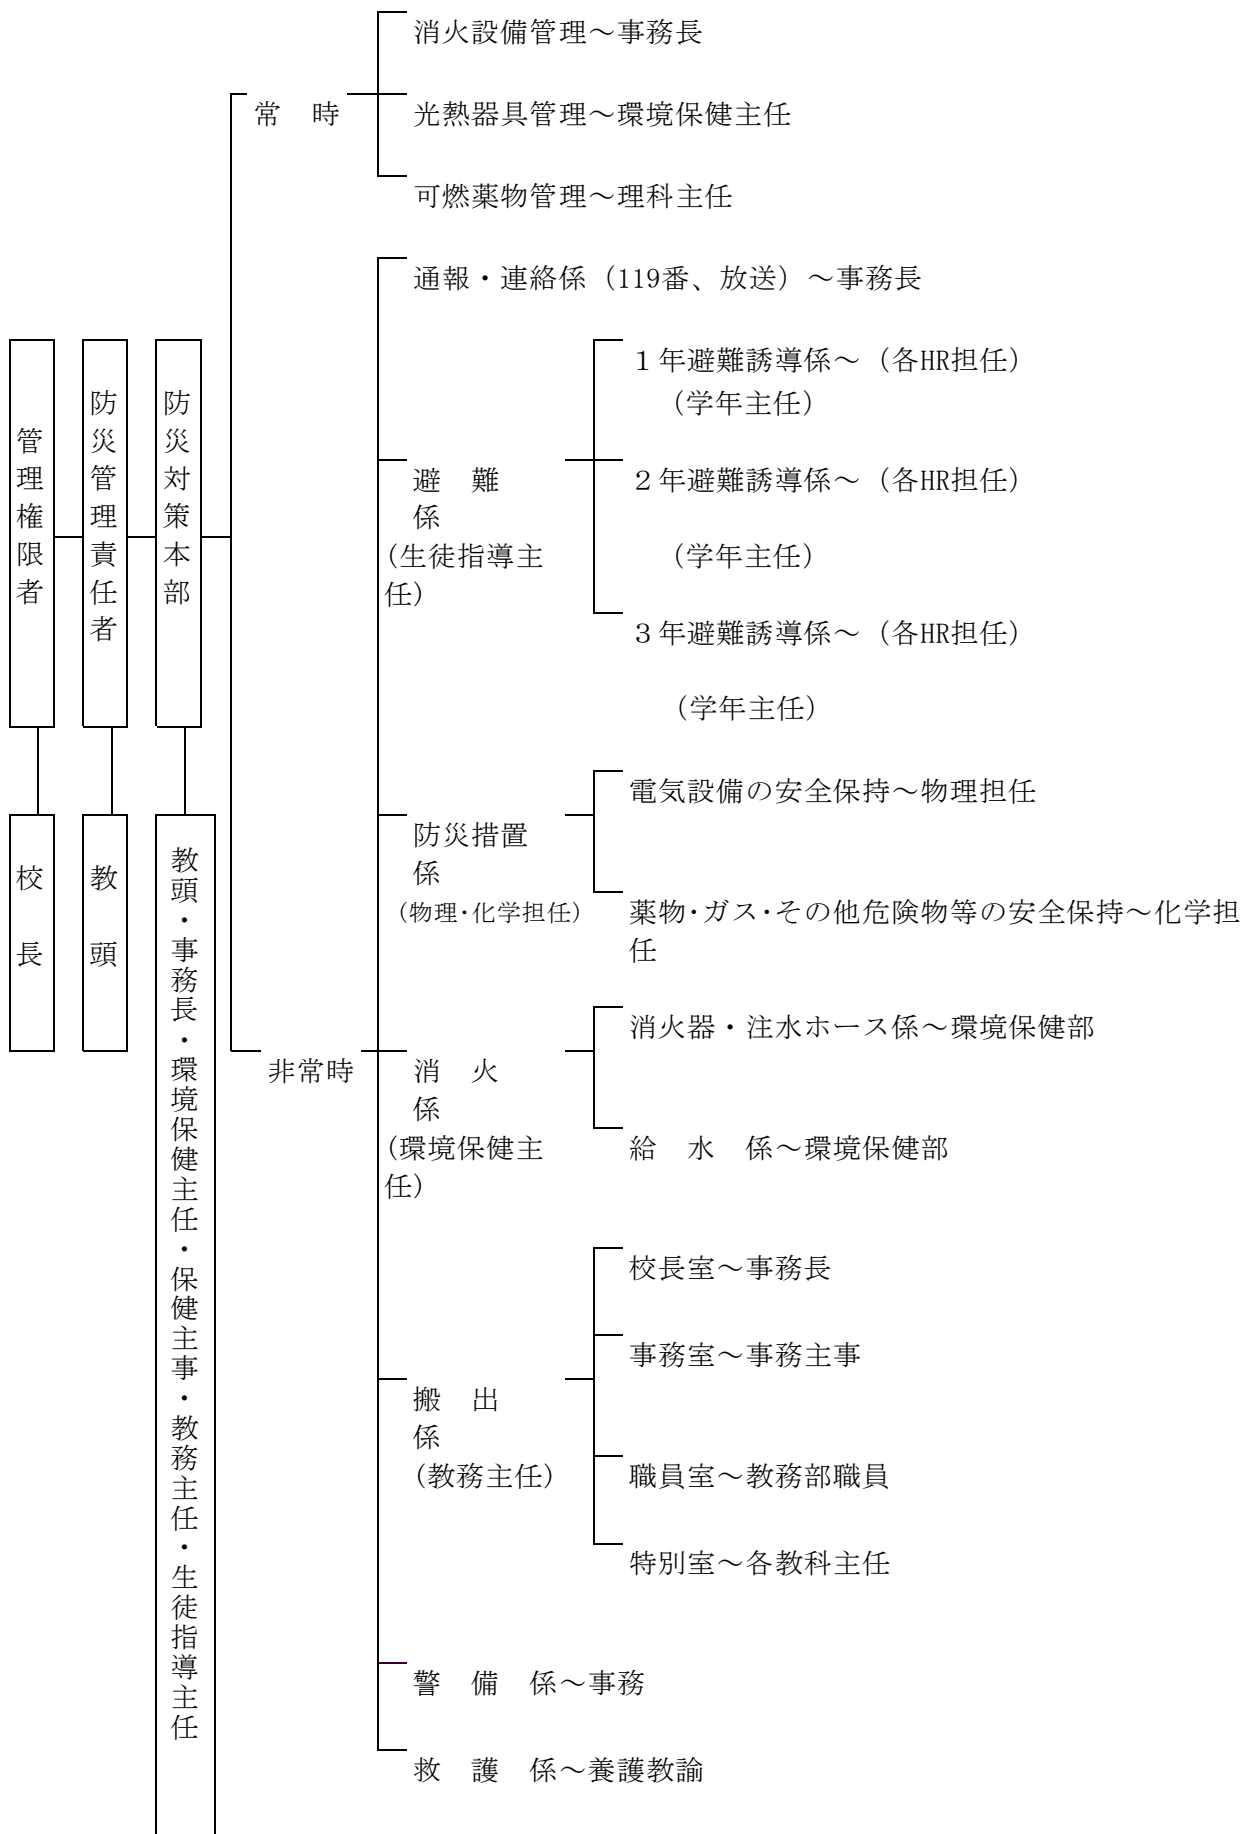 管理権限者
防災管理責任者
防災対策本部
校長
教頭
教頭・事務長・環境保健主任・保健主事・教務主任・生徒指導主任
常　時
消火設備管理～事務長
光熱器具管理～環境保健主任
可燃薬物管理～理科主任
非常時
通報・連絡係（119番、放送）～事務長
避　難
係
(生徒指導主
任)
１年避難誘導係～（各HR担任）
（学年主任）
２年避難誘導係～（各HR担任）
（学年主任）
３年避難誘導係～（各HR担任）
（学年主任）
防災措置
係
(物理・化学担任)
電気設備の安全保持～物理担任
薬物・ガス・その他危険物等の安全保持～化学担
任
消　火
係
(環境保健主
任)
消火器・注水ホース係～環境保健部
給　水　係～環境保健部
搬　出
係
(教務主任)
校長室～事務長
事務室～事務主事
職員室～教務部職員
特別室～各教科主任
警　備　係～事務
救　護　係～養護教諭